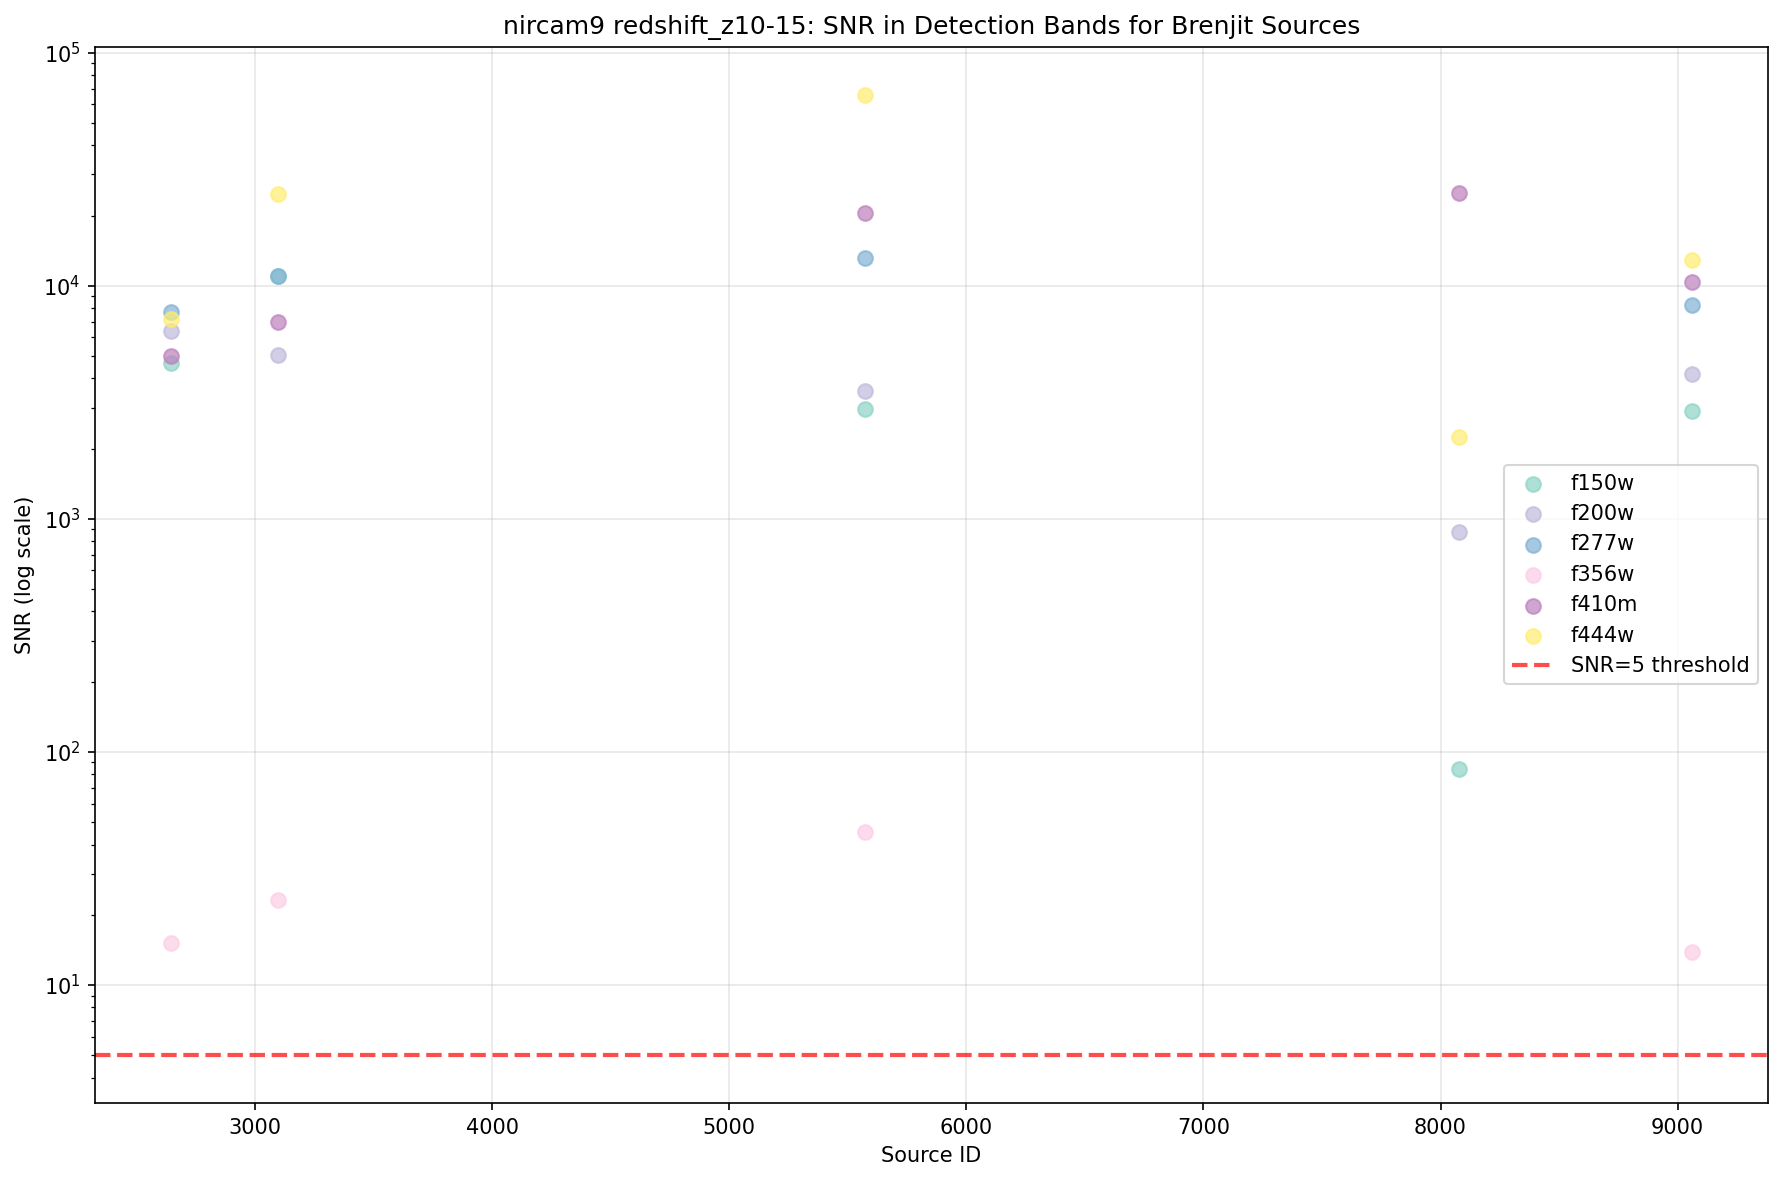 nircam9 redshift_z10-15: SNR in Detection Bands for Brenjit Sources
SNR (log scale)
10^5
10^4
10^3
10^2
10^1
f150w
f200w
f277w
f356w
f410m
f444w
SNR=5 threshold
3000 4000 5000 6000 7000 8000 9000
Source ID